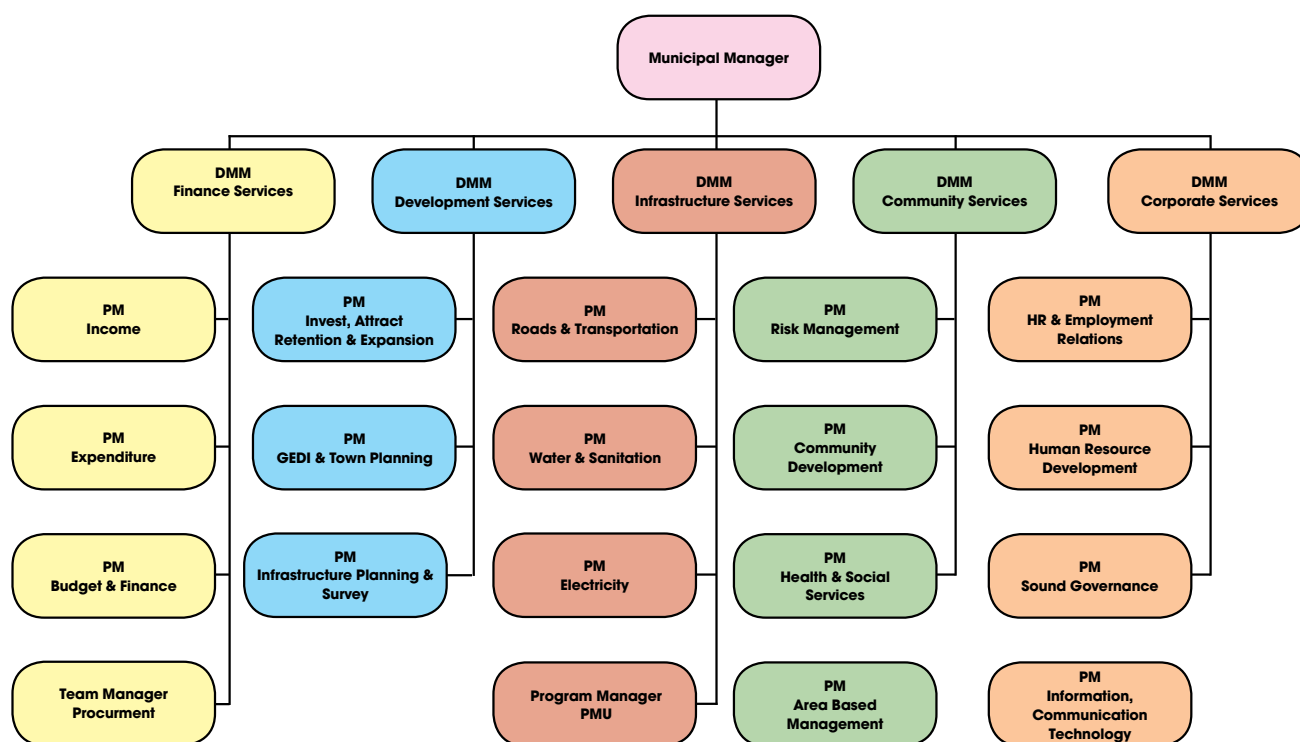 Municipal Manager
DMM
Finance Services
DMM
Development Services
DMM
Infrastructure Services
DMM
Community Services
DMM
Corporate Services
PM
Income
PM
Invest, Attract
Retention & Expansion
PM
Roads & Transportation
PM
Risk Management
PM
HR & Employment
Relations
PM
Expenditure
PM
GEDI & Town Planning
PM
Water & Sanitation
PM
Community
Development
PM
Human Resource
Development
PM
Budget & Finance
PM
Infrastructure Planning &
Survey
PM
Electricity
PM
Health & Social
Services
PM
Sound Governance
Team Manager
Procurment
Program Manager
PMU
PM
Area Based
Management
PM
Information,
Communication
Technology